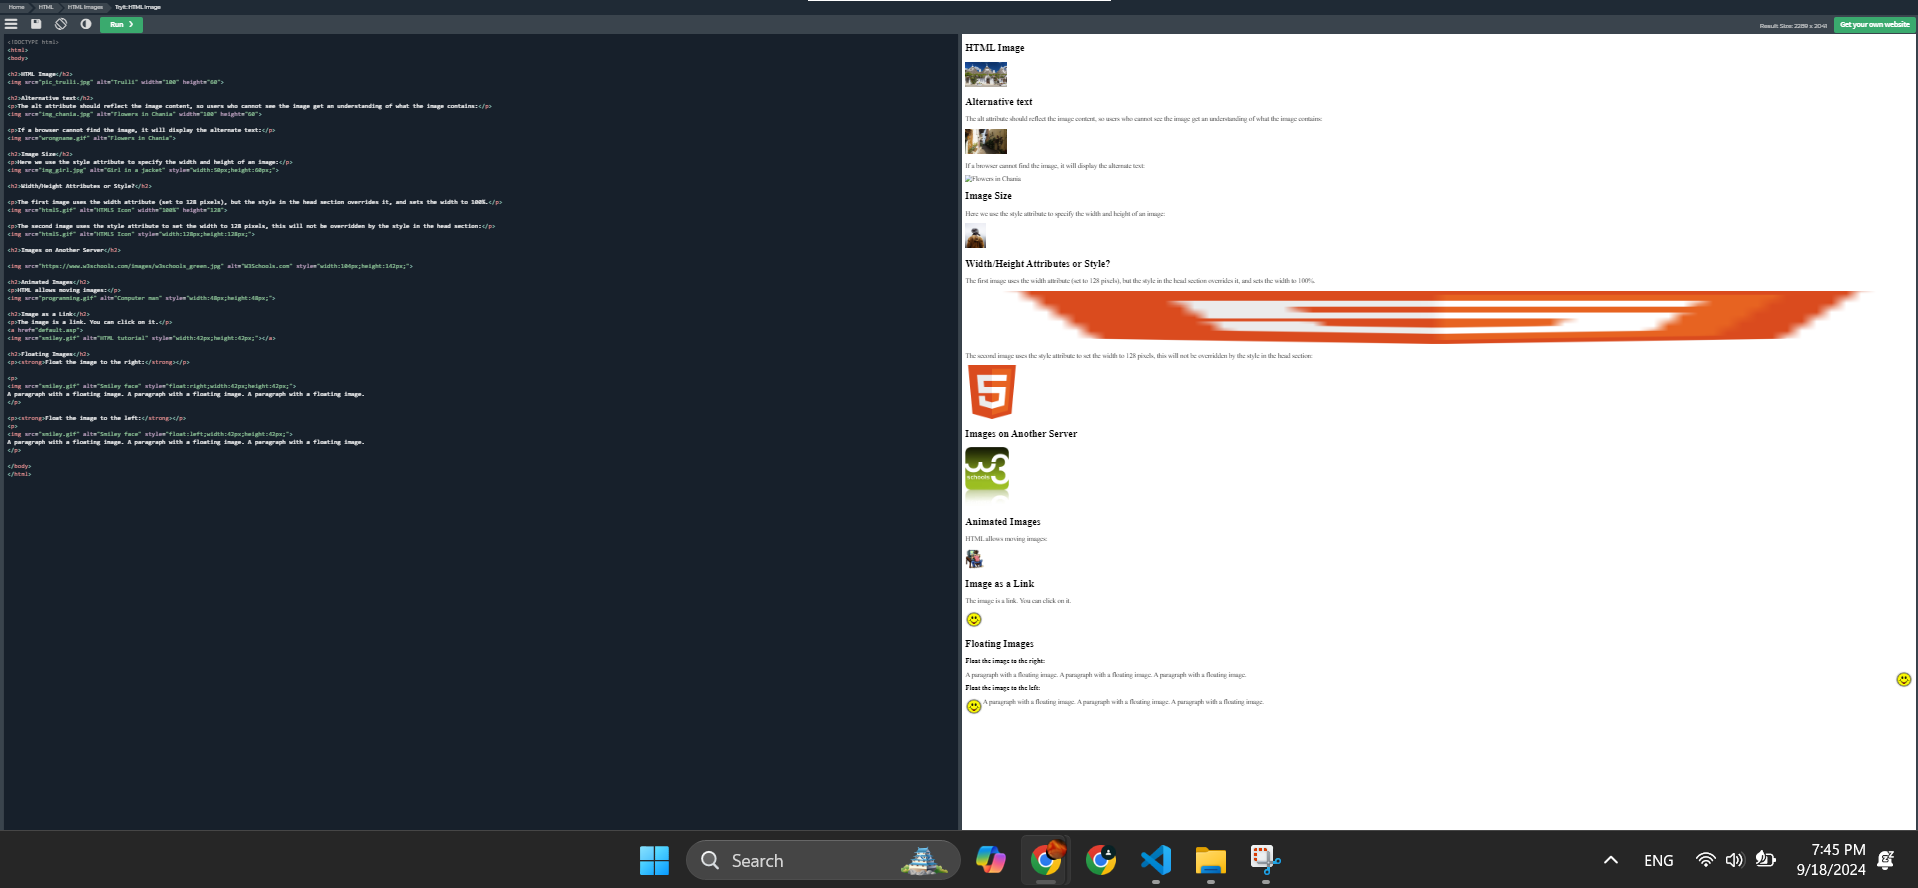 Home HTML HTML Images Tryit: HTML Image
Run ❯
Result Size: 2289 x 2041
Get your own website
<!DOCTYPE html>
<html>
<body>
<h2>HTML Image</h2>
<img src="pic_trulli.jpg" alt="Trulli" width="100" height="60">
<h2>Alternative text</h2>
<p>The alt attribute should reflect the image content, so users who cannot see the image get an understanding of what the image contains:</p>
<img src="img_chania.jpg" alt="Flowers in Chania" width="100" height="60">
<p>If a browser cannot find the image, it will display the alternate text:</p>
<img src="wrongname.gif" alt="Flowers in Chania">
<h2>Image Size</h2>
<p>Here we use the style attribute to specify the width and height of an image:</p>
<img src="img_girl.jpg" alt="Girl in a jacket" style="width:50px;height:60px;">
<h2>Width/Height Attributes or Style?</h2>
<p>The first image uses the width attribute (set to 128 pixels), but the style in the head section overrides it, and sets the width to 100%.</p>
<img src="html5.gif" alt="HTML5 Icon" width="100%" height="128">
<p>The second image uses the style attribute to set the width to 128 pixels, this will not be overridden by the style in the head section:</p>
<img src="html5.gif" alt="HTML5 Icon" style="width:128px;height:128px;">
<h2>Images on Another Server</h2>
<img src="https://www.w3schools.com/images/w3schools_green.jpg" alt="W3Schools.com" style="width:104px;height:142px;">
<h2>Animated Images</h2>
<p>HTML allows moving images:</p>
<img src="programming.gif" alt="Computer man" style="width:48px;height:48px;">
<h2>Image as a Link</h2>
<p>The image is a link. You can click on it.</p>
<a href="default.asp">
<img src="smiley.gif" alt="HTML tutorial" style="width:42px;height:42px;"></a>
<h2>Floating Images</h2>
<p><strong>Float the image to the right:</strong></p>
<p>
<img src="smiley.gif" alt="Smiley face" style="float:right;width:42px;height:42px;">
A paragraph with a floating image. A paragraph with a floating image. A paragraph with a floating image.
</p>
<p><strong>Float the image to the left:</strong></p>
<p>
<img src="smiley.gif" alt="Smiley face" style="float:left;width:42px;height:42px;">
A paragraph with a floating image. A paragraph with a floating image. A paragraph with a floating image.
</p>
</body>
</html>
HTML Image
Alternative text
The alt attribute should reflect the image content, so users who cannot see the image get an understanding of what the image contains:
If a browser cannot find the image, it will display the alternate text:
Flowers in Chania
Image Size
Here we use the style attribute to specify the width and height of an image:
Width/Height Attributes or Style?
The first image uses the width attribute (set to 128 pixels), but the style in the head section overrides it, and sets the width to 100%.
The second image uses the style attribute to set the width to 128 pixels, this will not be overridden by the style in the head section:
5
Images on Another Server
w3
schools
Animated Images
HTML allows moving images:
Image as a Link
The image is a link. You can click on it.
Floating Images
Float the image to the right:
A paragraph with a floating image. A paragraph with a floating image. A paragraph with a floating image.
Float the image to the left:
A paragraph with a floating image. A paragraph with a floating image. A paragraph with a floating image.
Search
ENG
7:45 PM
9/18/2024